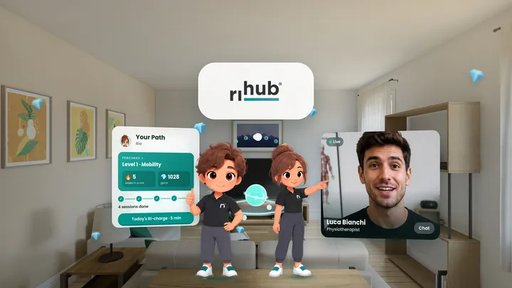 rihub®
Your Path
Level 1 · Mobility
5
1028
4 sessions done
Today's RI-charge · 5 min
Live
Luca Bianchi
Physiotherapist
Chat